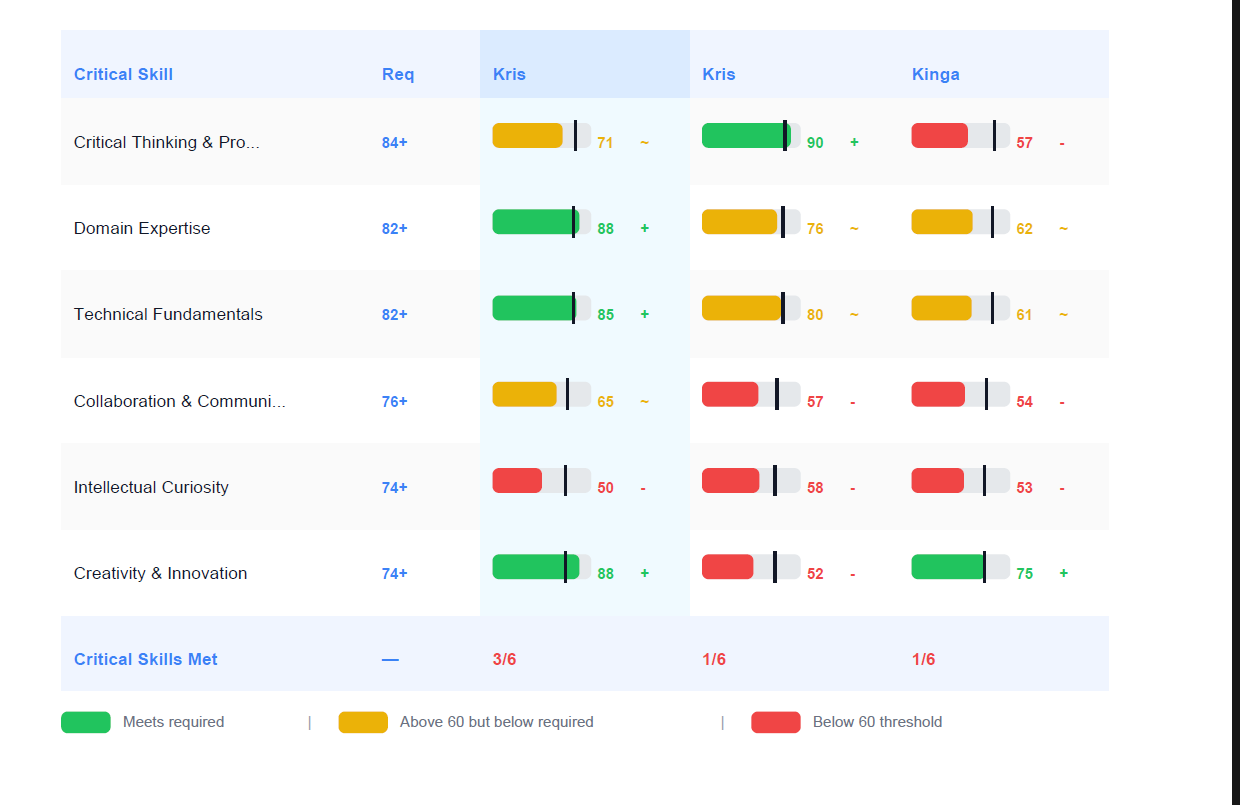 Critical Skill Req Kris Kris Kinga
Critical Thinking & Pro... 84+ 71 ~ 90 + 57 -
Domain Expertise 82+ 88 + 76 ~ 62 ~
Technical Fundamentals 82+ 85 + 80 ~ 61 ~
Collaboration & Communi... 76+ 65 ~ 57 - 54 -
Intellectual Curiosity 74+ 50 - 58 - 53 -
Creativity & Innovation 74+ 88 + 52 - 75 +
Critical Skills Met — 3/6 1/6 1/6
Meets required | Above 60 but below required | Below 60 threshold